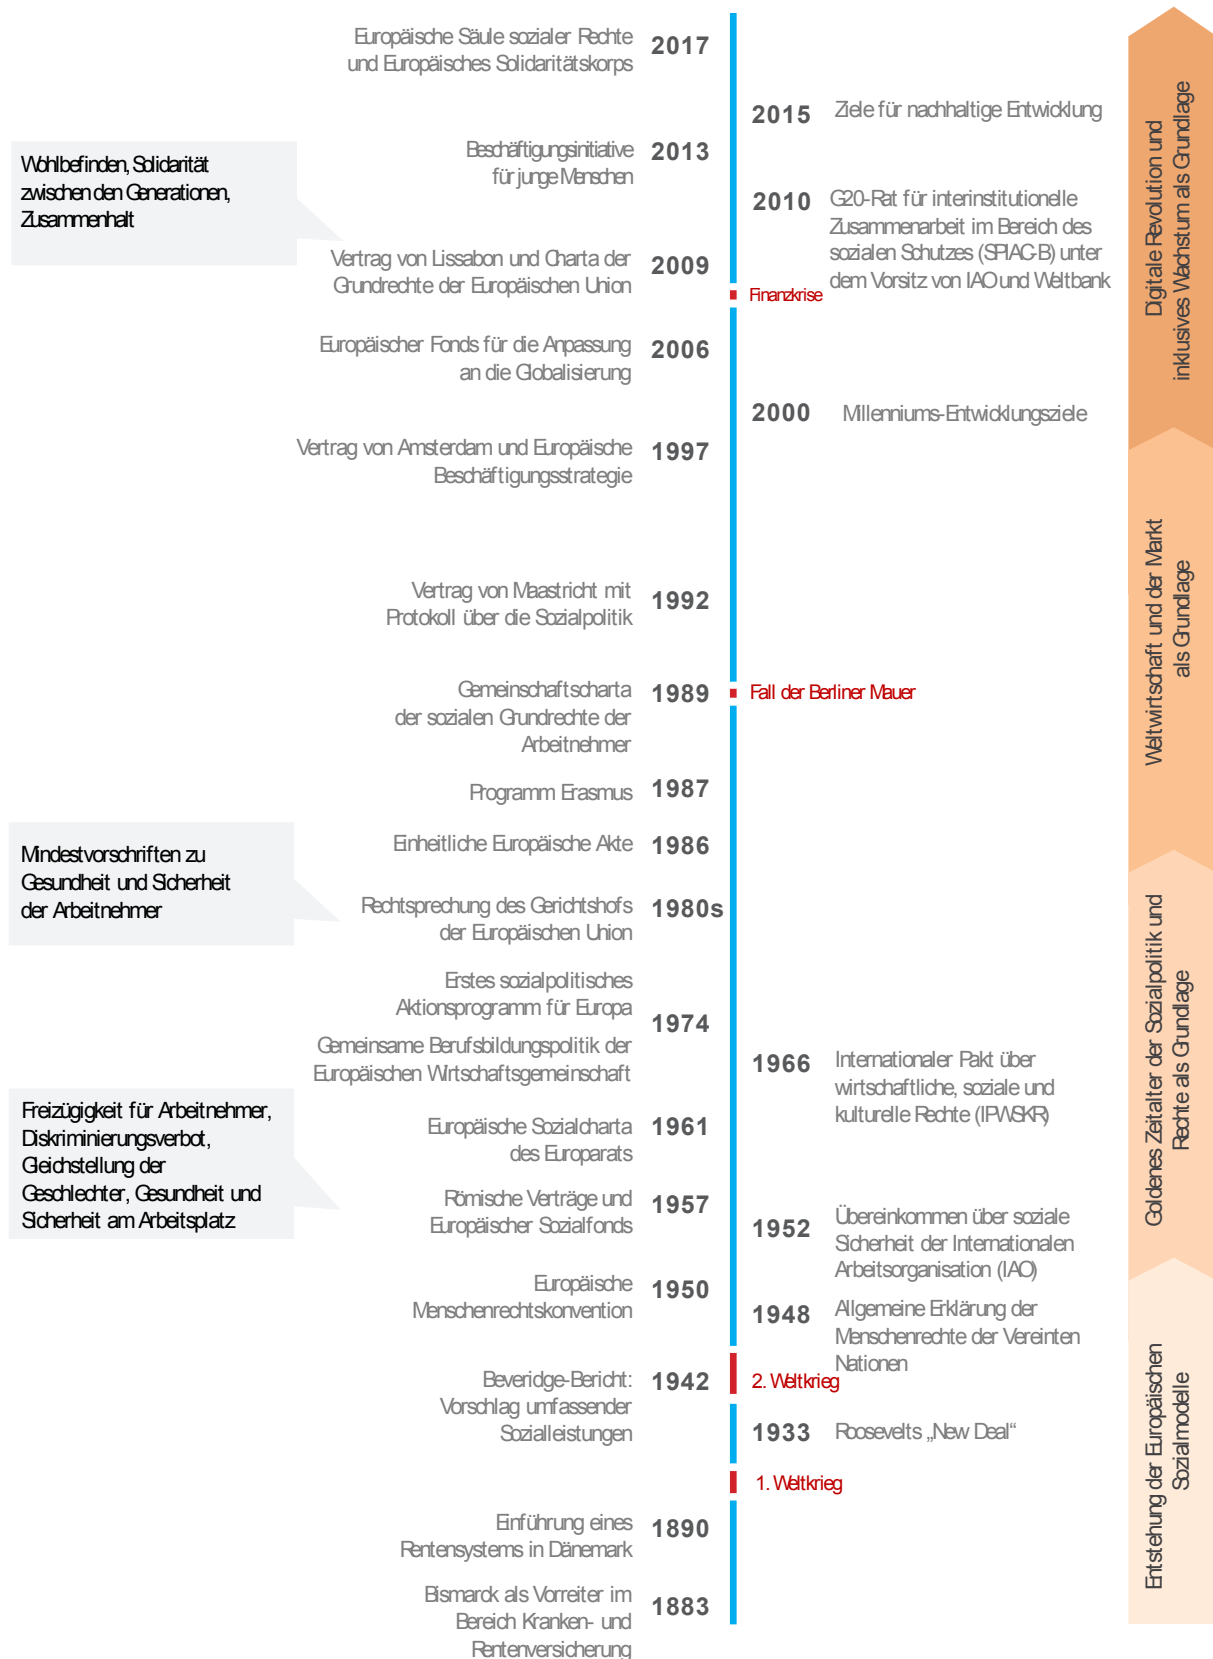 Europäische Säule sozialer Rechte
und Europäisches Solidaritätskorps
2017
2015
Ziele für nachhaltige Entwicklung
Beschäftigungsinitiative
für junge Menschen
2013
Wohlbefinden, Solidarität
zwischen den Generationen,
Zusammenhalt
2010
G20-Rat für interinstitutionelle
Zusammenarbeit im Bereich des
sozialen Schutzes (SPIAC-B) unter
dem Vorsitz von IAO und Weltbank
Vertrag von Lissabon und Charta der
Grundrechte der Europäischen Union
2009
Finanzkrise
Europäischer Fonds für die Anpassung
an die Globalisierung
2006
2000
Millenniums-Entwicklungsziele
Vertrag von Amsterdam und Europäische
Beschäftigungsstrategie
1997
Digitale Revolution und
inklusives Wachstum als Grundlage
Vertrag von Maastricht mit
Protokoll über die Sozialpolitik
1992
Gemeinschaftscharta
der sozialen Grundrechte der
Arbeitnehmer
1989
Fall der Berliner Mauer
Programm Erasmus
1987
Weltwirtschaft und der Markt
als Grundlage
Einheitliche Europäische Akte
1986
Mindestvorschriften zu
Gesundheit und Sicherheit
der Arbeitnehmer
Rechtsprechung des Gerichtshofs
der Europäischen Union
1980s
Erstes sozialpolitisches
Aktionsprogramm für Europa
1974
Gemeinsame Berufsbildungspolitik der
Europäischen Wirtschaftsgemeinschaft
1966
Internationaler Pakt über
wirtschaftliche, soziale und
kulturelle Rechte (IPWSKR)
Freizügigkeit für Arbeitnehmer,
Diskriminierungsverbot,
Gleichstellung der
Geschlechter, Gesundheit und
Sicherheit am Arbeitsplatz
Europäische Sozialcharta
des Europarats
1961
Römische Verträge und
Europäischer Sozialfonds
1957
1952
Übereinkommen über soziale
Sicherheit der Internationalen
Arbeitsorganisation (IAO)
Goldenes Zeitalter der Sozialpolitik und
Rechte als Grundlage
Europäische
Menschenrechtskonvention
1950
1948
Allgemeine Erklärung der
Menschenrechte der Vereinten
Nationen
Beveridge-Bericht:
Vorschlag umfassender
Sozialleistungen
1942
2. Weltkrieg
1933
Roosevelts „New Deal“
1. Weltkrieg
Einführung eines
Rentensystems in Dänemark
1890
Bismarck als Vorreiter im
Bereich Kranken- und
Rentenversicherung
1883
Entstehung der Europäischen
Sozialmodelle